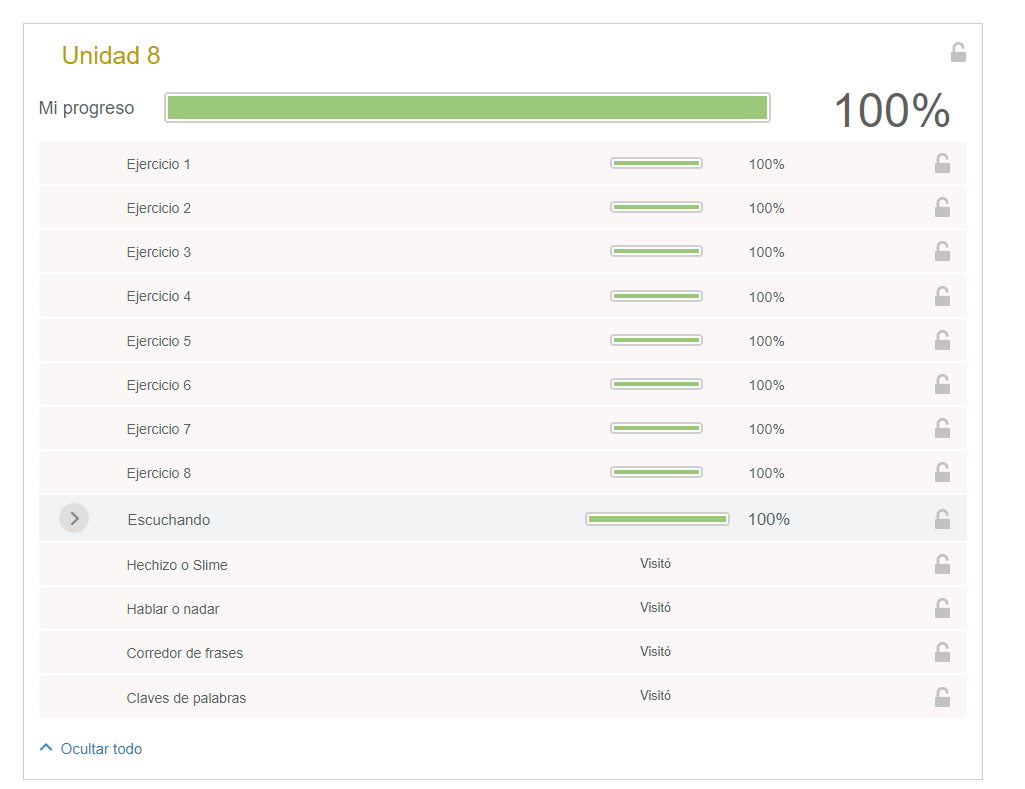 Unidad 8
Mi progreso 100%
Ejercicio 1 100%
Ejercicio 2 100%
Ejercicio 3 100%
Ejercicio 4 100%
Ejercicio 5 100%
Ejercicio 6 100%
Ejercicio 7 100%
Ejercicio 8 100%
Escuchando 100%
Hechizo o Slime Visitó
Hablar o nadar Visitó
Corredor de frases Visitó
Claves de palabras Visitó
Ocultar todo